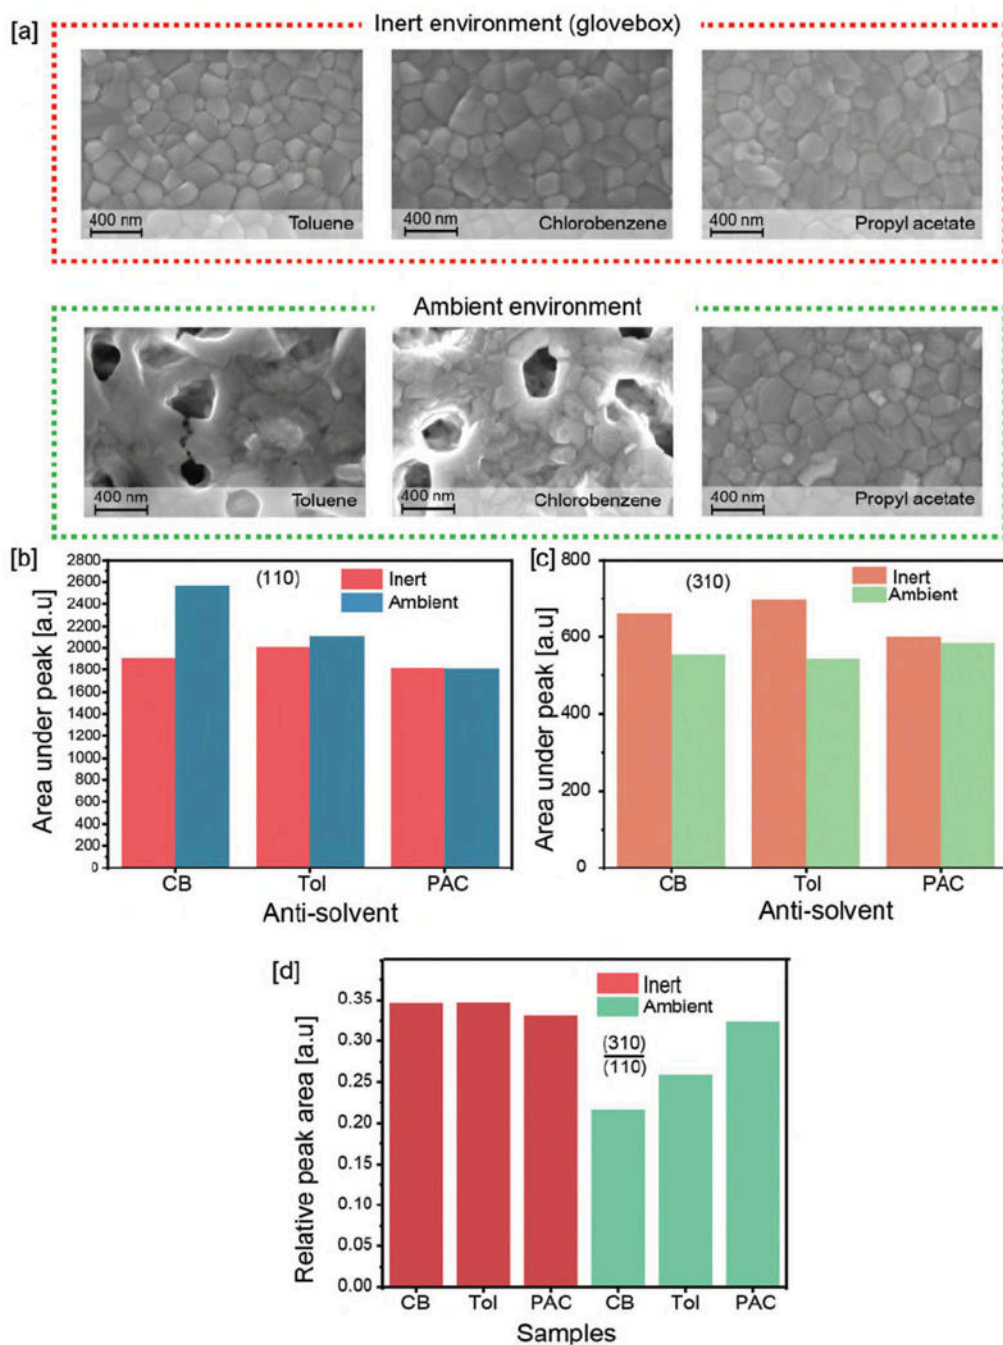 [a]
Inert environment (glovebox)
400 nm
Toluene
400 nm
Chlorobenzene
400 nm
Propyl acetate
Ambient environment
400 nm
Toluene
400 nm
Chlorobenzene
400 nm
Propyl acetate
[b]
2800
2600
2400
2200
2000
1800
1600
1400
1200
1000
800
600
400
200
0
Area under peak [a.u]
(110)
Inert
Ambient
CB
Tol
PAC
Anti-solvent
[c]
800
600
400
200
0
Area under peak [a.u]
(310)
Inert
Ambient
CB
Tol
PAC
Anti-solvent
[d]
0.35
0.30
0.25
0.20
0.15
0.10
0.05
0.00
Relative peak area [a.u]
Inert
Ambient
(310)
(110)
CB
Tol
PAC
CB
Tol
PAC
Samples